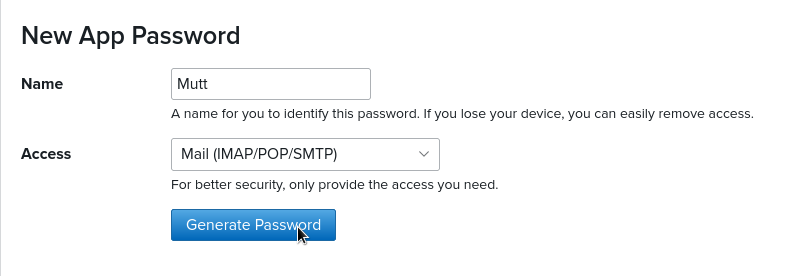 New App Password
Name
Mutt
A name for you to identify this password. If you lose your device, you can easily remove access.
Access
Mail (IMAP/POP/SMTP)
For better security, only provide the access you need.
Generate Password